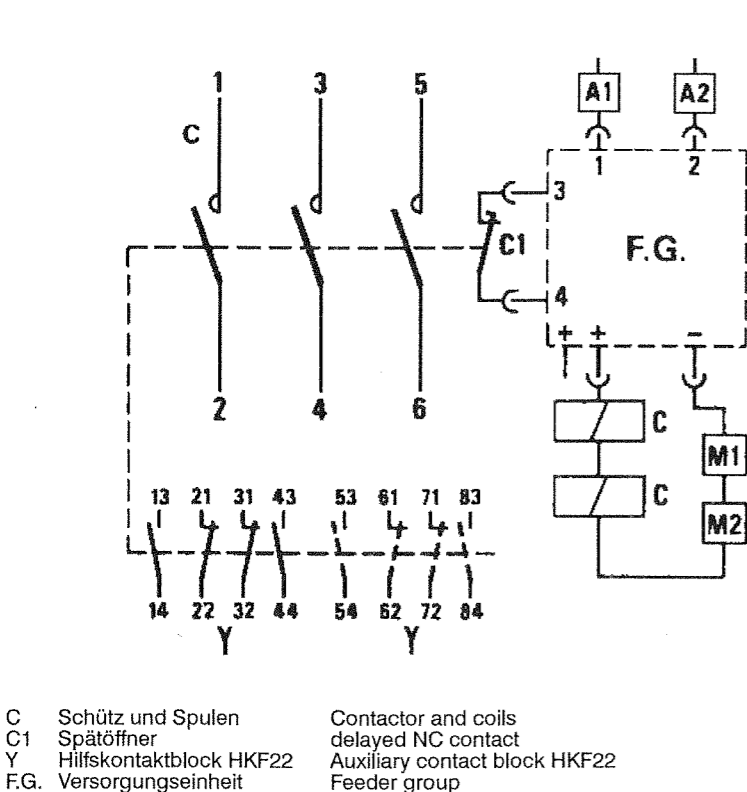 1 3 5 A1 A2
C
1 2
3
C1 F.G.
4
+ + −
2 4 6
C
M1
C
M2
13 21 31 43 53 61 71 83
14 22 32 44 54 62 72 84
Y Y
C Schütz und Spulen Contactor and coils
C1 Spätöffner delayed NC contact
Y Hilfskontaktblock HKF22 Auxiliary contact block HKF22
F.G. Versorgungseinheit Feeder group